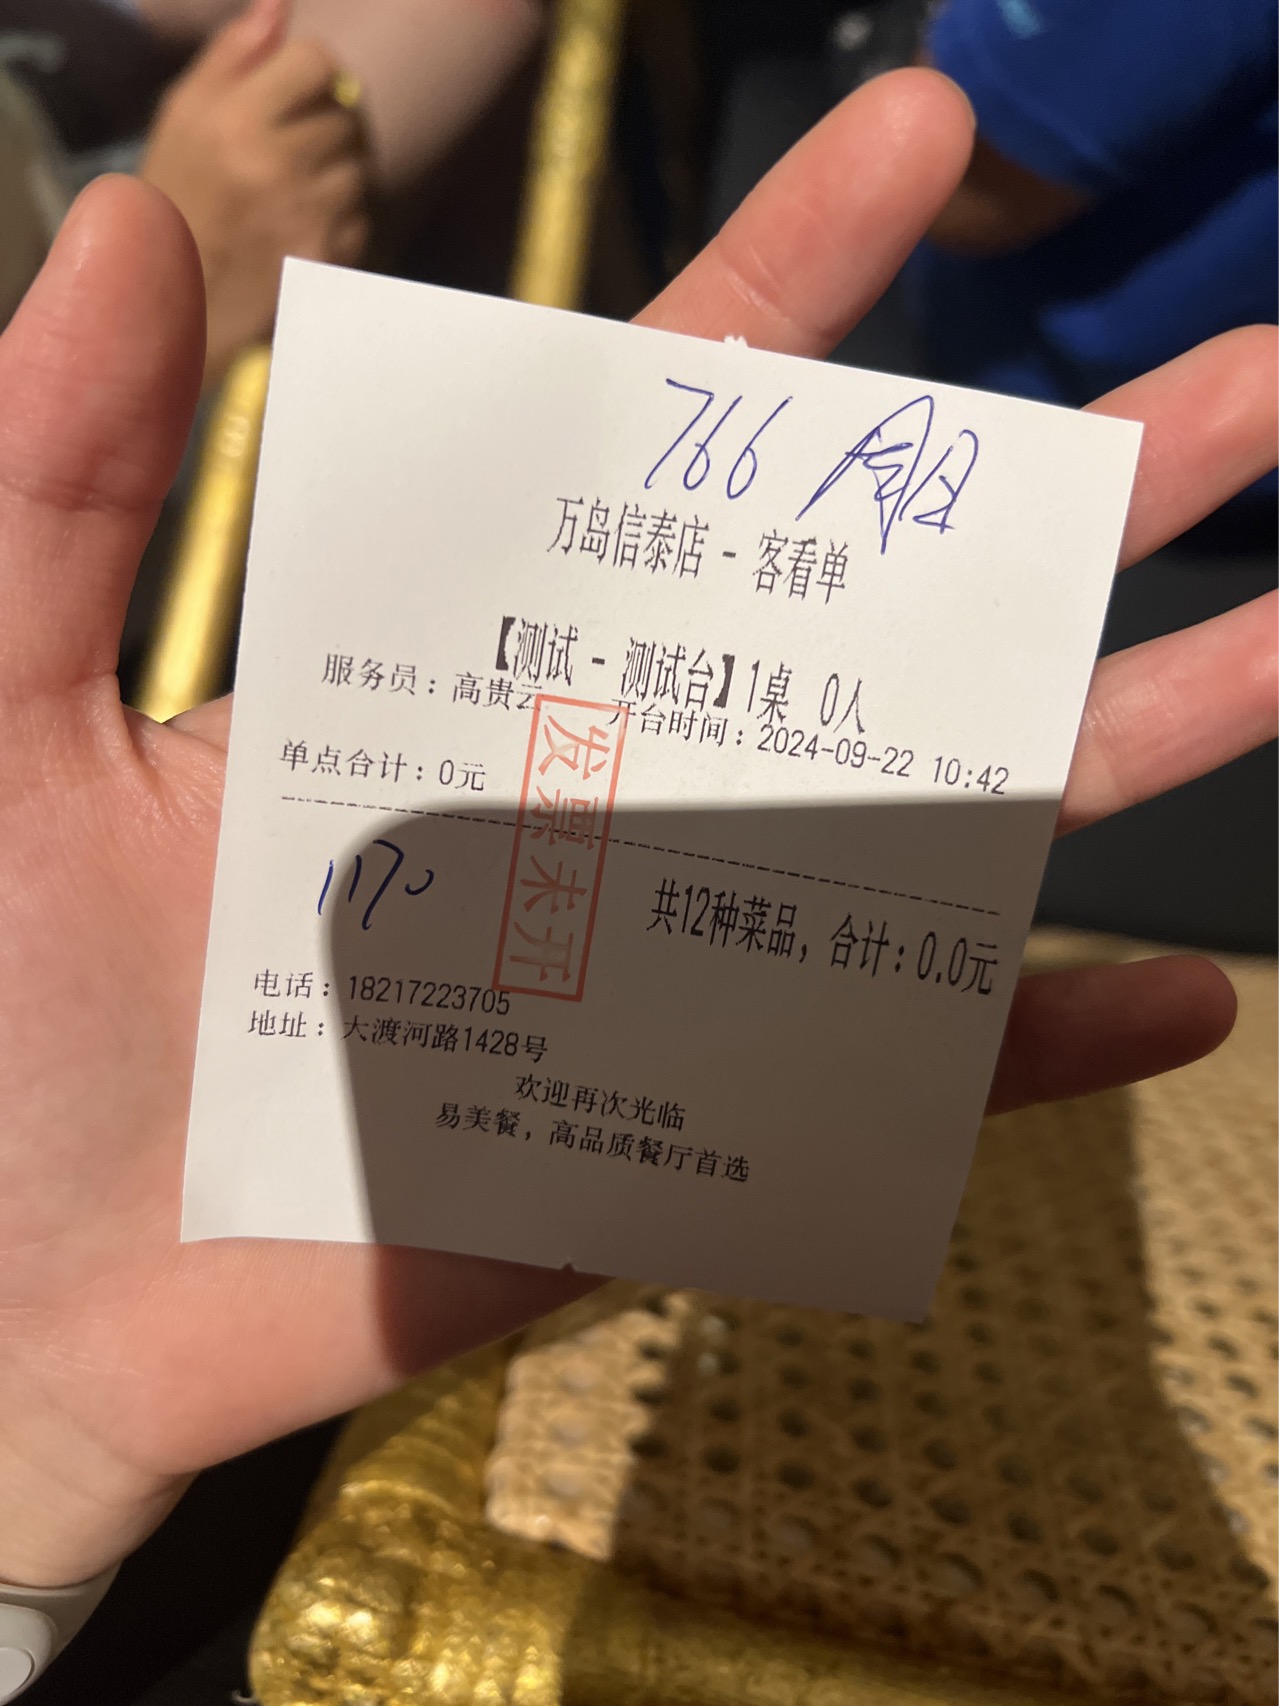 766
万岛信泰店 - 客看单
【测试 - 测试台】1桌 0人
服务员：高贵云 开台时间：2024-09-22 10:42
单点合计：0元
发票未开
1170
共12种菜品，合计：0.0元
电话：18217223705
地址：大渡河路1428号
欢迎再次光临
易美餐，高品质餐厅首选